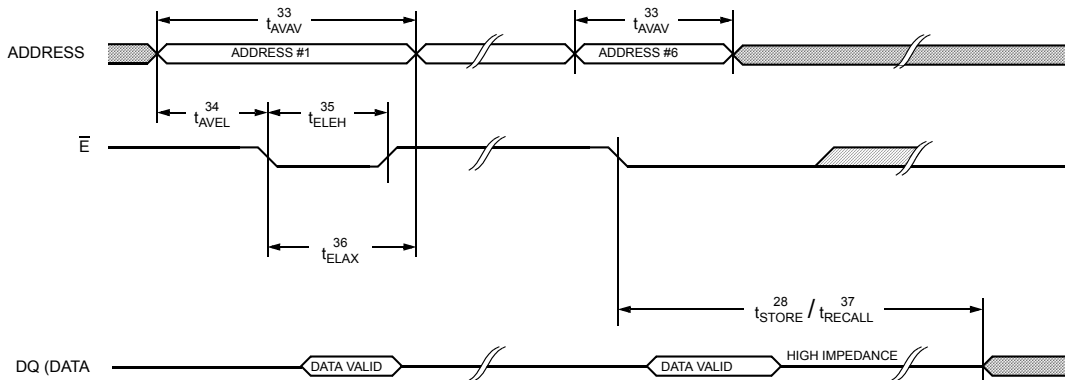 33
tAVAV
33
tAVAV
ADDRESS
ADDRESS #1
ADDRESS #6
34
tAVEL
35
tELEH
E
36
tELAX
28 37
tSTORE / tRECALL
DQ (DATA
DATA VALID
DATA VALID
HIGH IMPEDANCE